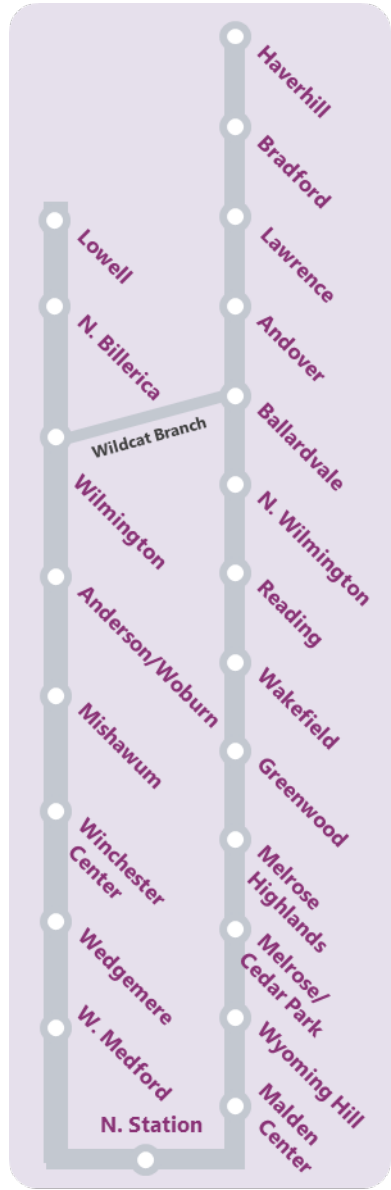 Haverhill
Bradford
Lawrence
Andover
Ballardvale
N. Wilmington
Reading
Wakefield
Greenwood
Melrose
Highlands
Melrose/
Cedar Park
Wyoming Hill
Malden
Center
Lowell
N. Billerica
Wildcat Branch
Wilmington
Anderson/Woburn
Mishawum
Winchester
Center
Wedgemere
W. Medford
N. Station